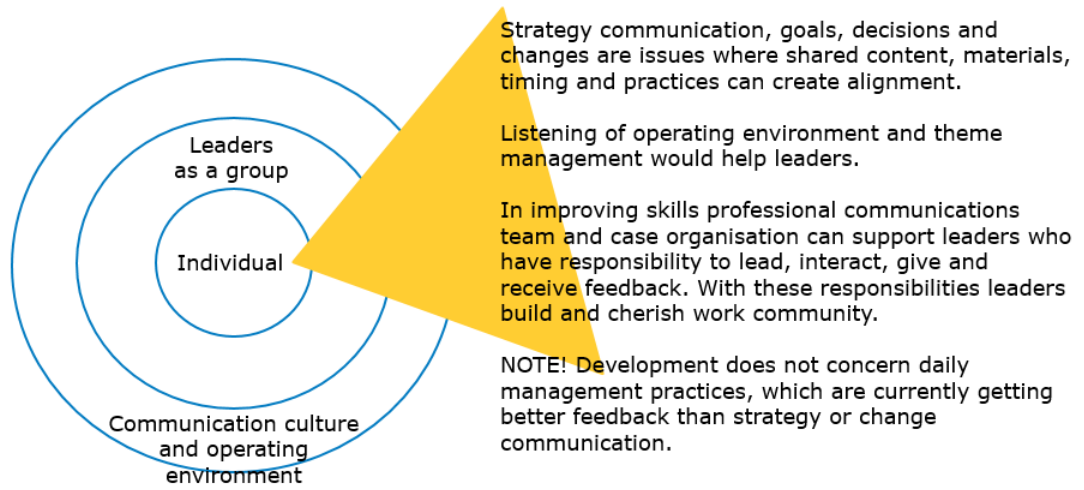 Leaders
as a group
Individual
Communication culture
and operating
environment
Strategy communication, goals, decisions and
changes are issues where shared content, materials,
timing and practices can create alignment.
Listening of operating environment and theme
management would help leaders.
In improving skills professional communications
team and case organisation can support leaders who
have responsibility to lead, interact, give and
receive feedback. With these responsibilities leaders
build and cherish work community.
NOTE! Development does not concern daily
management practices, which are currently getting
better feedback than strategy or change
communication.